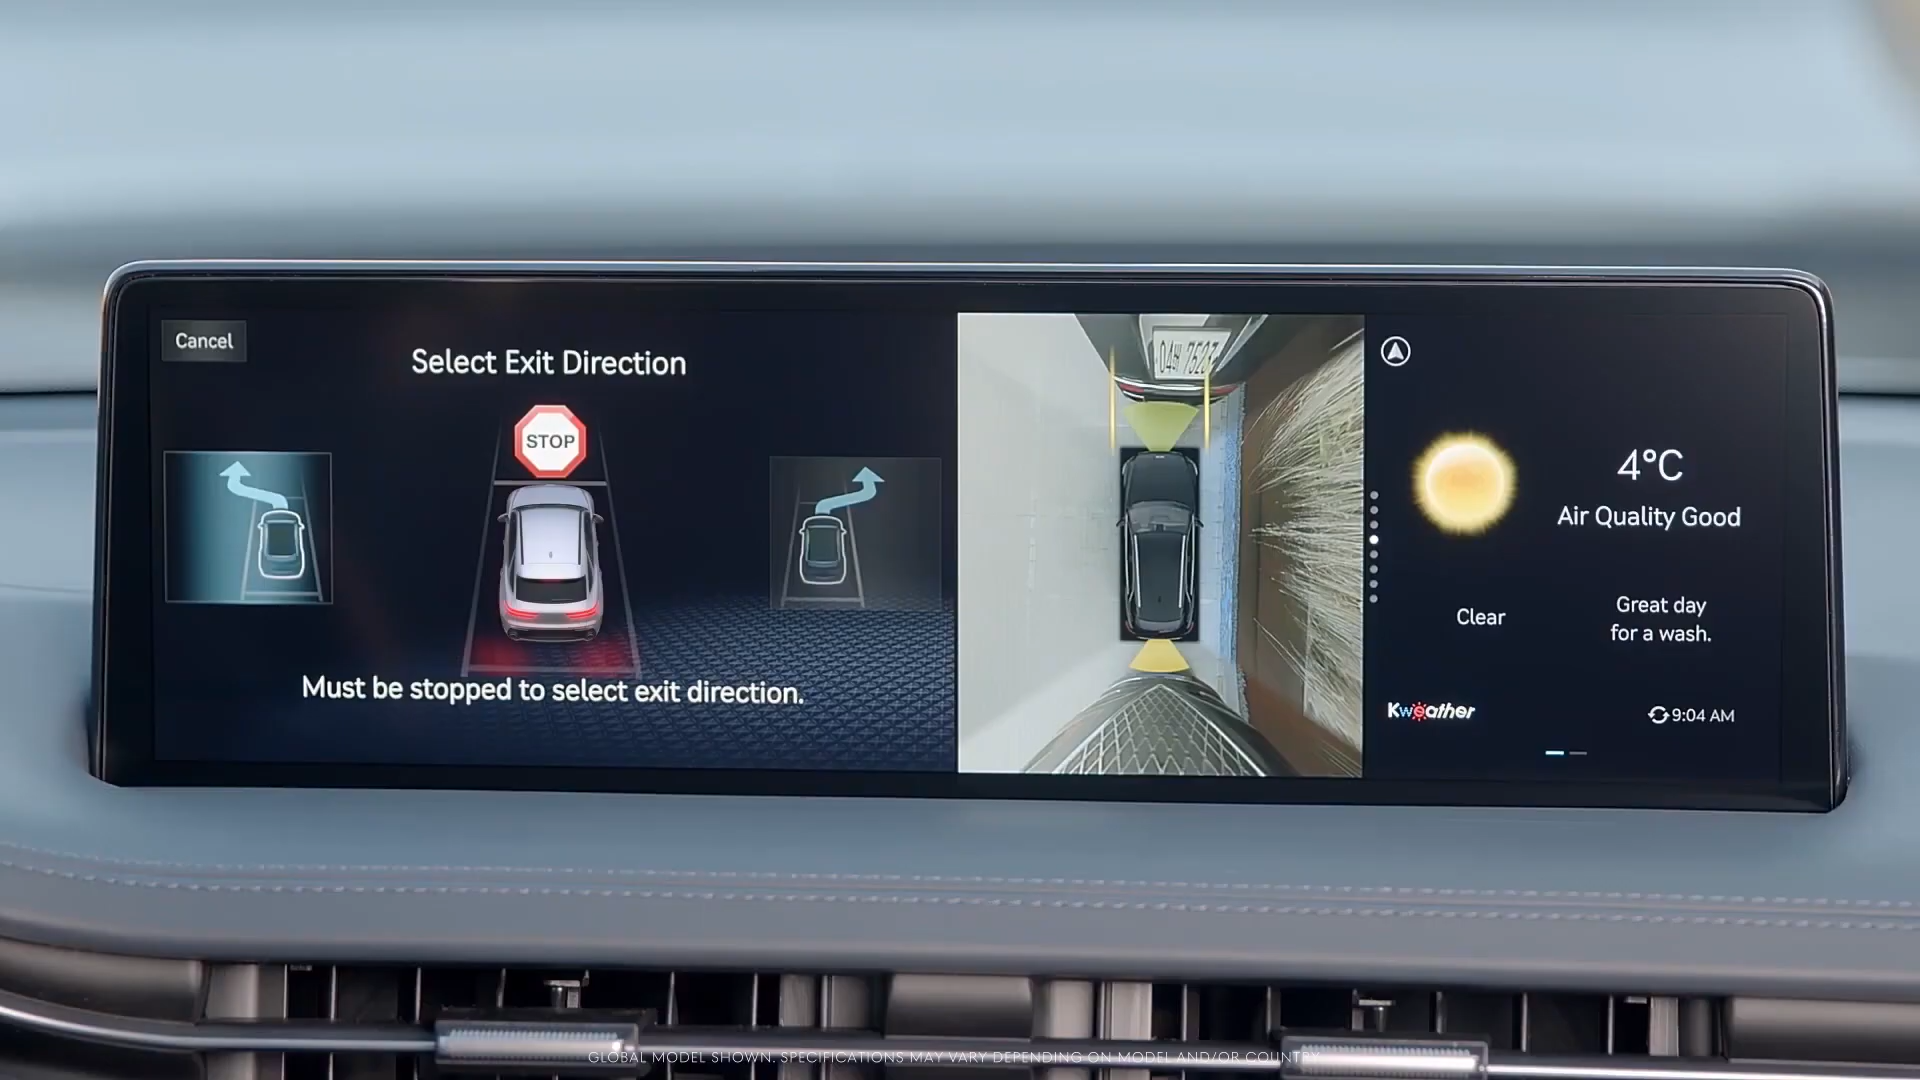 Cancel
Select Exit Direction
STOP
Must be stopped to select exit direction.
4°C
Air Quality Good
Clear
Great day
for a wash.
Kweather
9:04 AM
GLOBAL MODEL SHOWN. SPECIFICATIONS MAY VARY DEPENDING ON MODEL AND/OR COUNTRY.